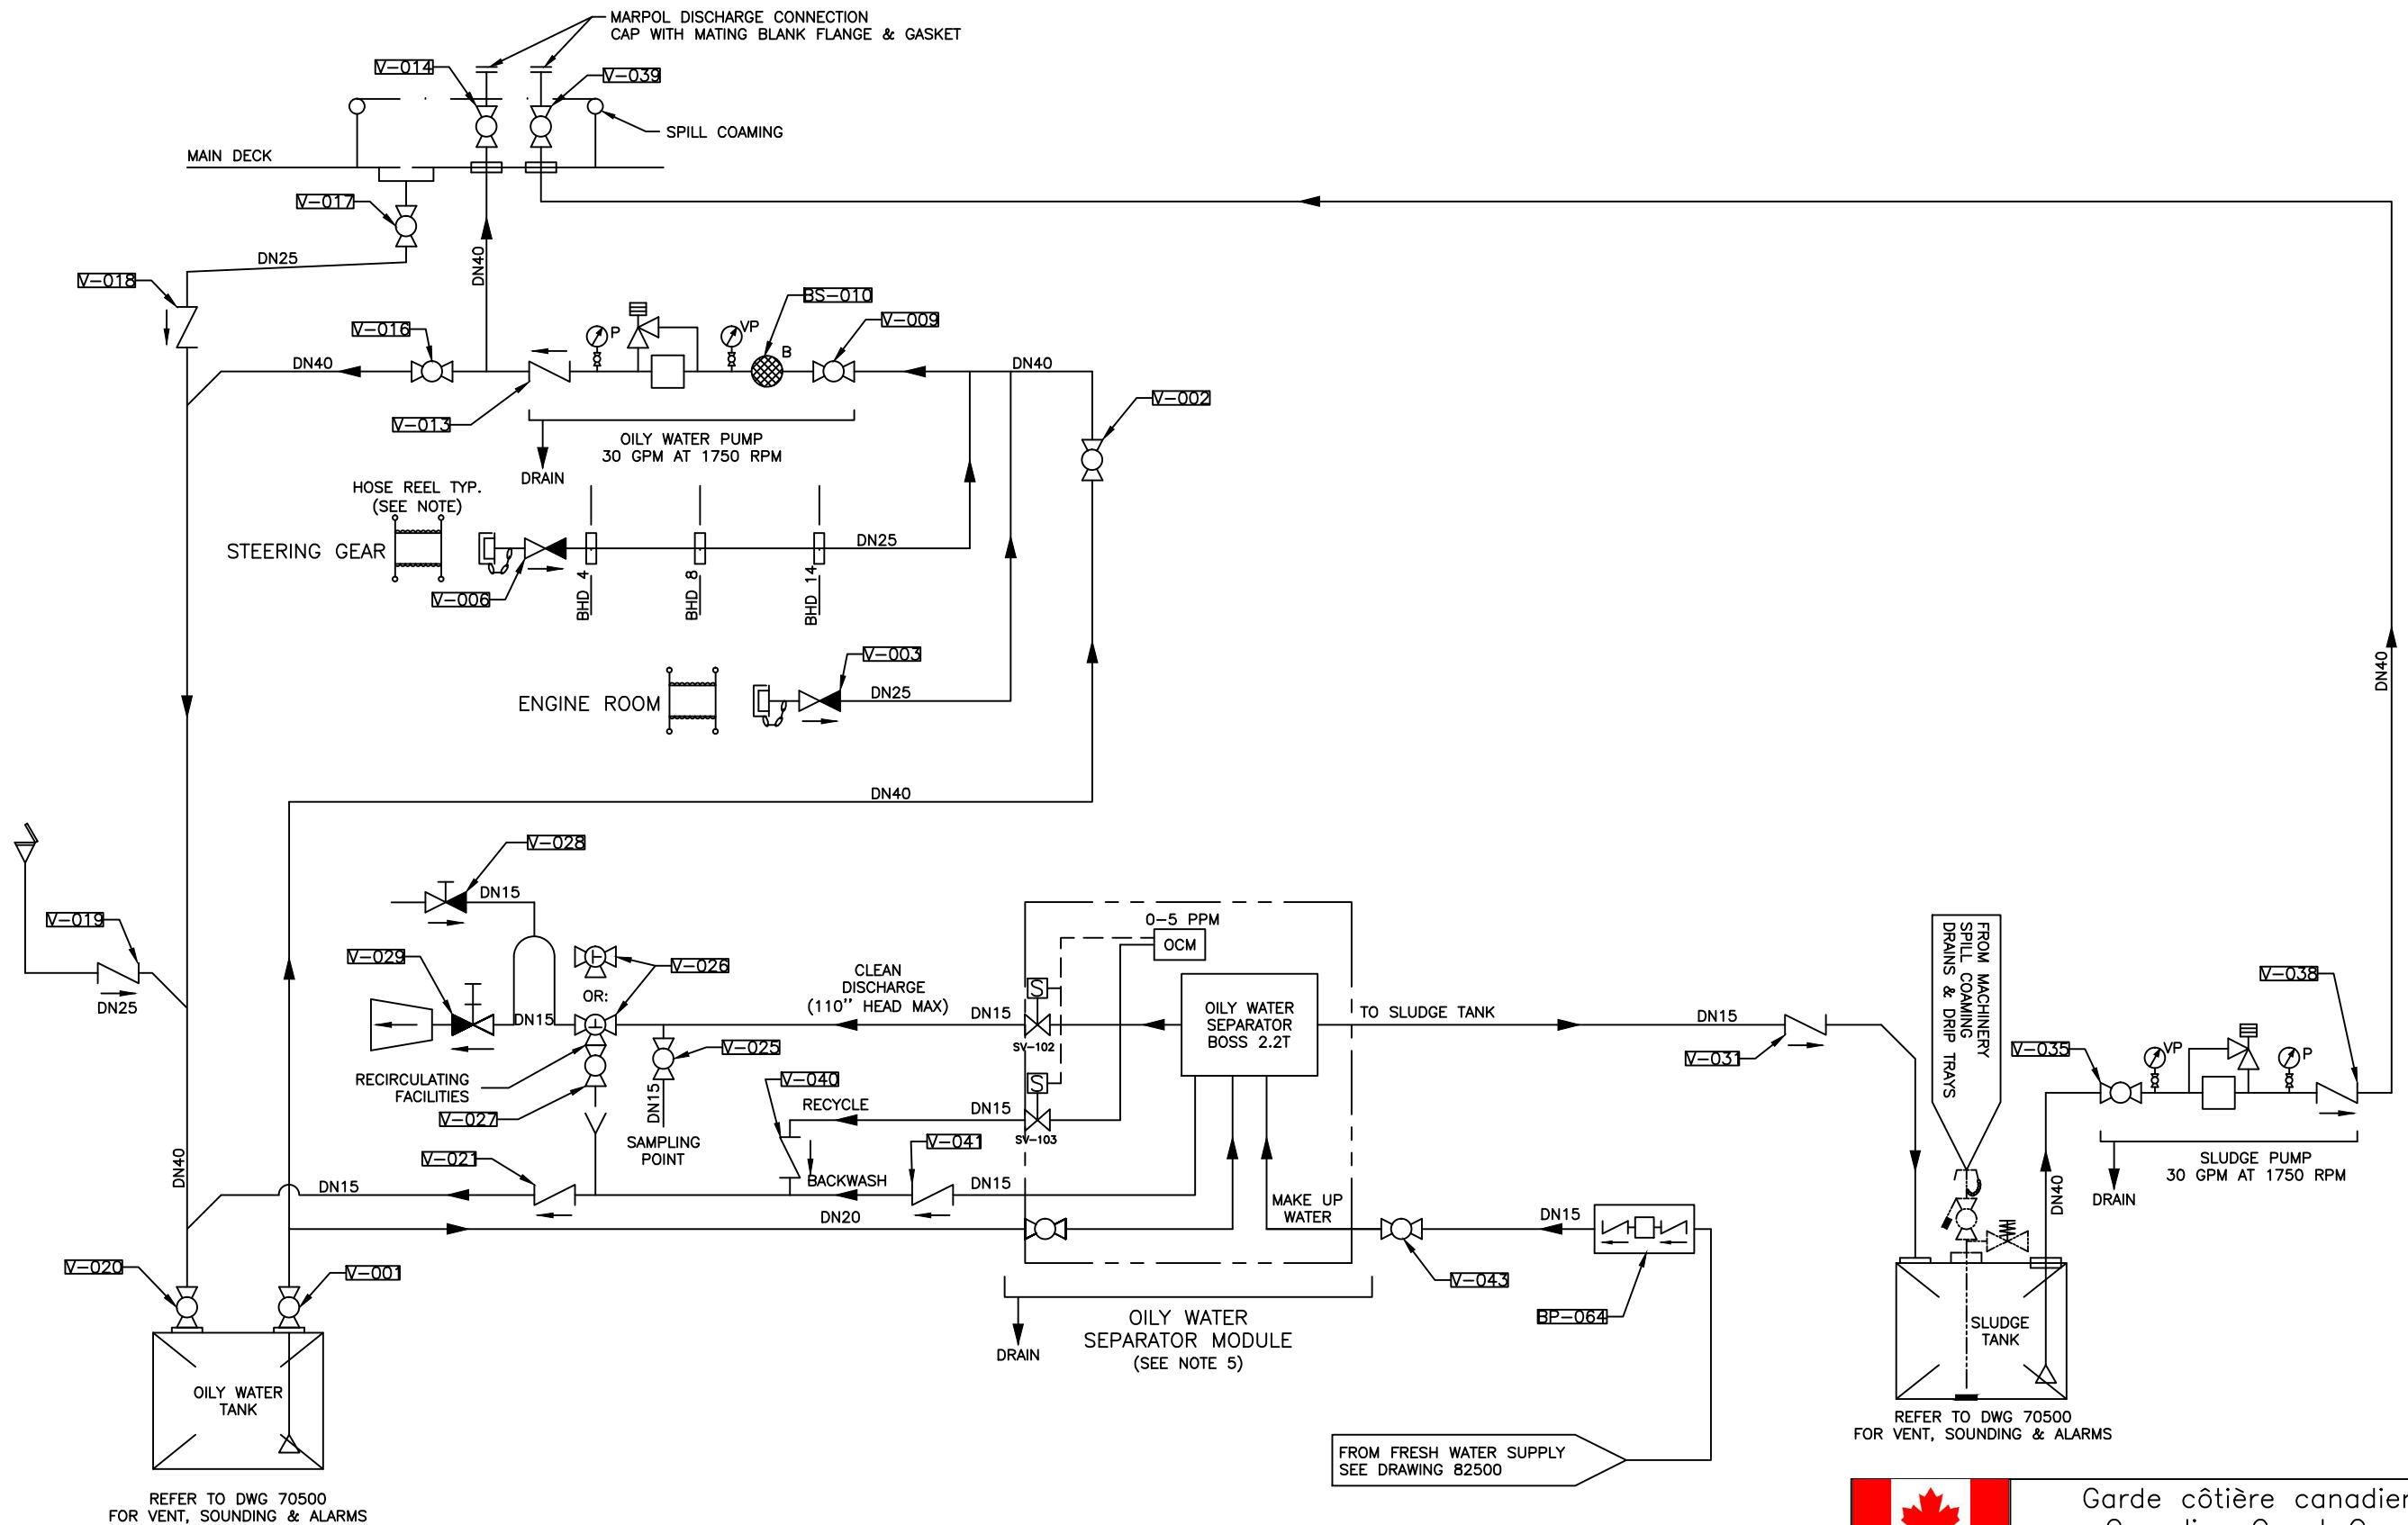 MARPOL DISCHARGE CONNECTION
CAP WITH MATING BLANK FLANGE & GASKET
V-014
V-039
SPILL COAMING
MAIN DECK
V-017
DN25
DN40
V-018
BS-010
V-016
P
VP
B
V-009
DN40
DN40
V-002
V-013
OILY WATER PUMP
30 GPM AT 1750 RPM
DRAIN
HOSE REEL TYP.
(SEE NOTE)
STEERING GEAR
DN25
V-006
BHD 4
BHD 8
BHD 14
V-003
ENGINE ROOM
DN25
DN40
DN40
V-028
DN15
V-019
DN25
V-029
V-026
OR:
DN15
CLEAN
DISCHARGE
(110" HEAD MAX)
DN15
0-5 PPM
OCM
S
SV-102
OILY WATER
SEPARATOR
BOSS 2.2T
TO SLUDGE TANK
DN15
V-031
FROM MACHINERY
SPILL COAMING
DRAINS & DRIP TRAYS
V-038
V-035
VP
P
V-025
RECIRCULATING
FACILITIES
V-027
DN15
SAMPLING
POINT
V-040
RECYCLE
DN15
S
SV-103
V-041
V-021
BACKWASH
DN15
DN15
DN40
DN20
MAKE UP
WATER
DN15
SLUDGE PUMP
30 GPM AT 1750 RPM
DRAIN
DN40
V-020
V-001
V-043
BP-064
OILY WATER
SEPARATOR MODULE
(SEE NOTE 5)
DRAIN
SLUDGE
TANK
OILY WATER
TANK
REFER TO DWG 70500
FOR VENT, SOUNDING & ALARMS
FROM FRESH WATER SUPPLY
SEE DRAWING 82500
REFER TO DWG 70500
FOR VENT, SOUNDING & ALARMS
Garde côtière canadien